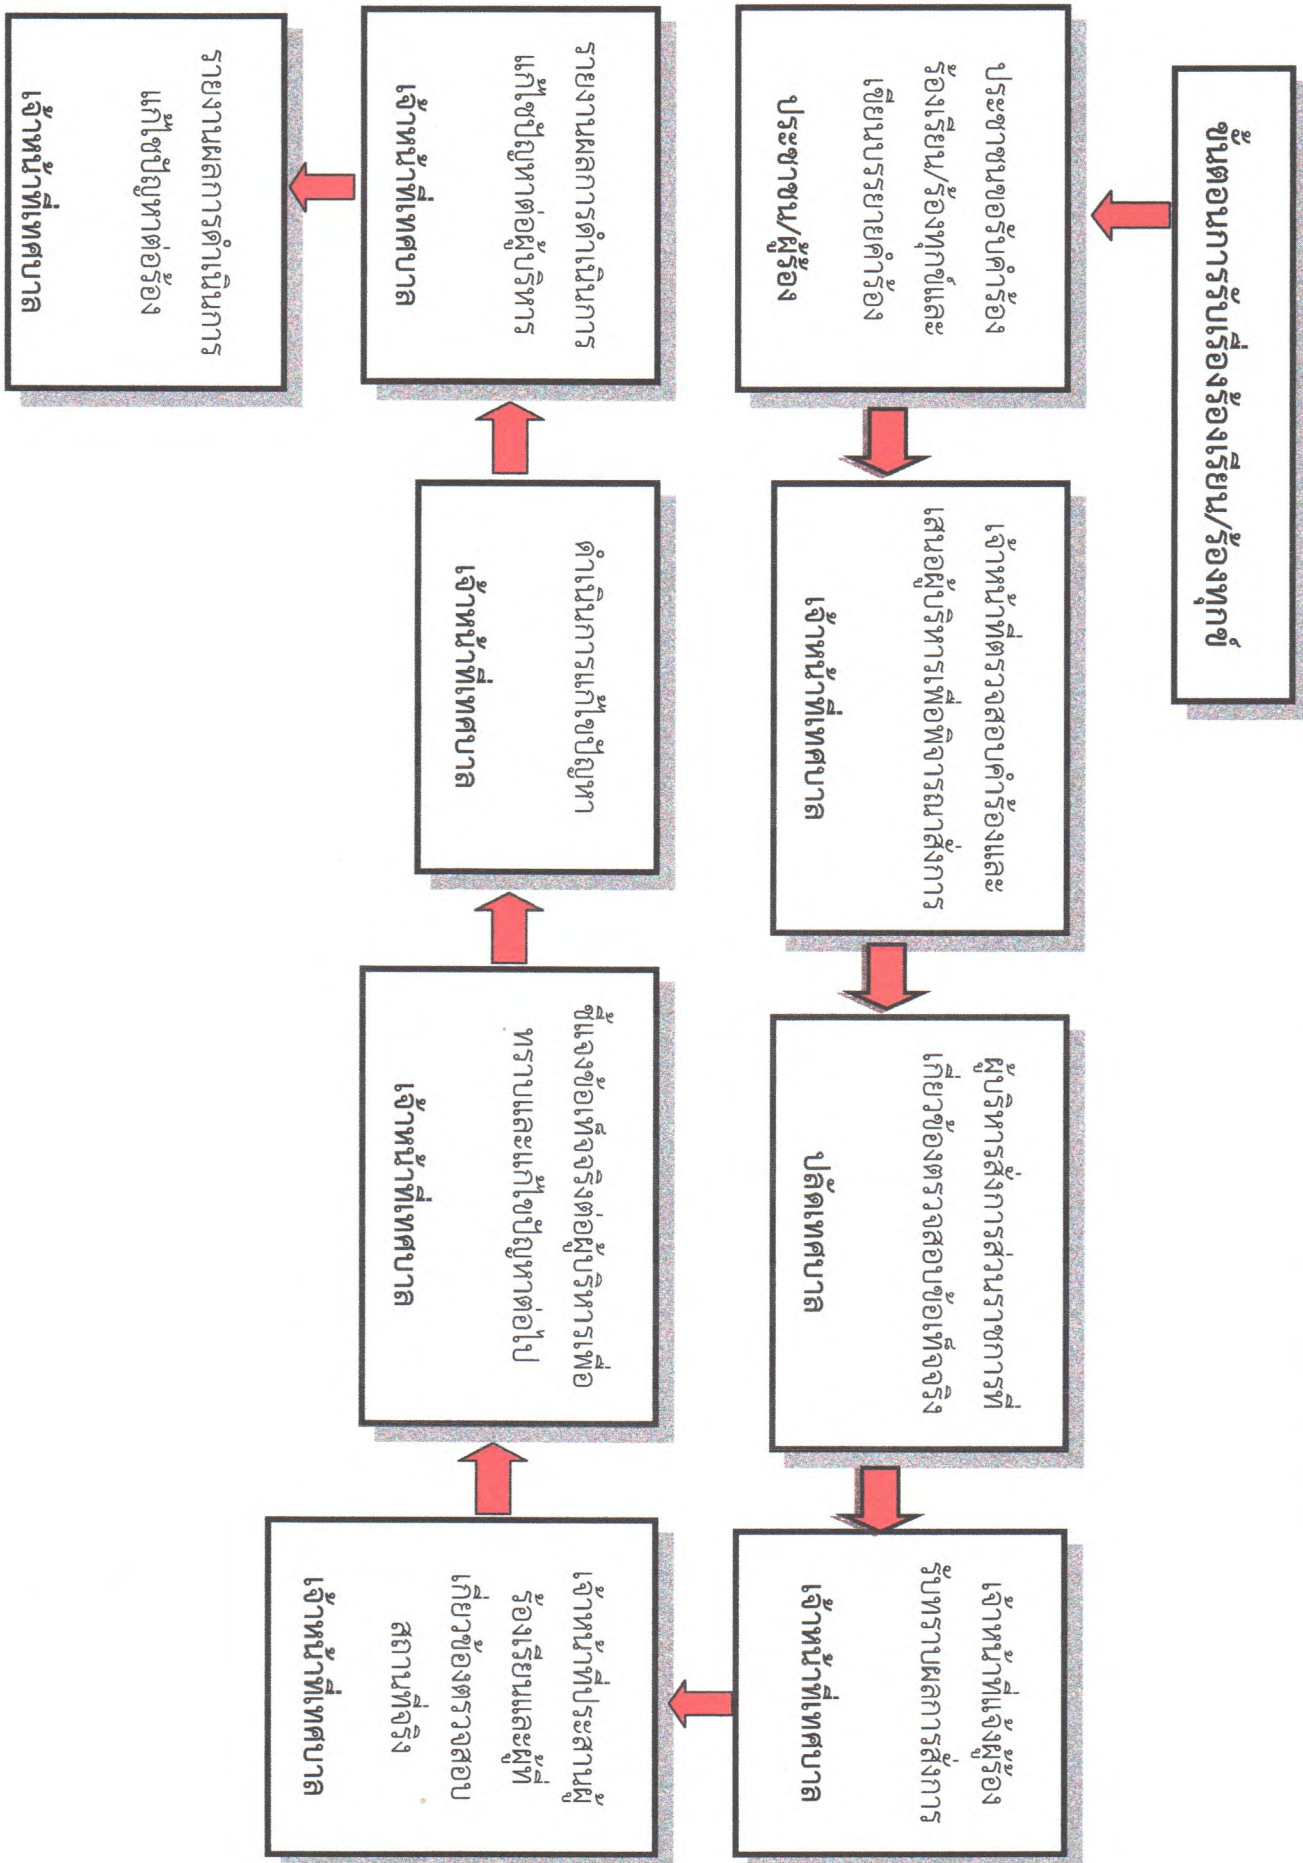 ขั้นตอนการรับเรื่องร้องเรียน/ร้องทุกข์
ประชาชนขอรับคำร้อง
ร้องเรียน/ร้องทุกข์และ
เขียนบรรยายคำร้อง
ประชาชน/ผู้ร้อง
เจ้าหน้าที่ตรวจสอบคำร้องและ
เสนอผู้บริหารเพื่อพิจารณาสั่งการ
เจ้าหน้าที่เทศบาล
ผู้บริหารสั่งการส่วนราชการที่
เกี่ยวข้องตรวจสอบข้อเท็จจริง
ปลัดเทศบาล
เจ้าหน้าที่แจ้งผู้ร้อง
รับทราบผลการสั่งการ
เจ้าหน้าที่เทศบาล
เจ้าหน้าที่ประสานผู้
ร้องเรียนและผู้ที่
เกี่ยวข้องตรวจสอบ
สถานที่จริง
เจ้าหน้าที่เทศบาล
ชี้แจงข้อเท็จจริงต่อผู้บริหารเพื่อ
ทราบและแก้ไขปัญหาต่อไป
เจ้าหน้าที่เทศบาล
ดำเนินการแก้ไขปัญหา
เจ้าหน้าที่เทศบาล
รายงานผลการดำเนินการ
แก้ไขปัญหาต่อผู้บริหาร
เจ้าหน้าที่เทศบาล
รายงานผลการดำเนินการ
แก้ไขปัญหาต่อร้อง
เจ้าหน้าที่เทศบาล